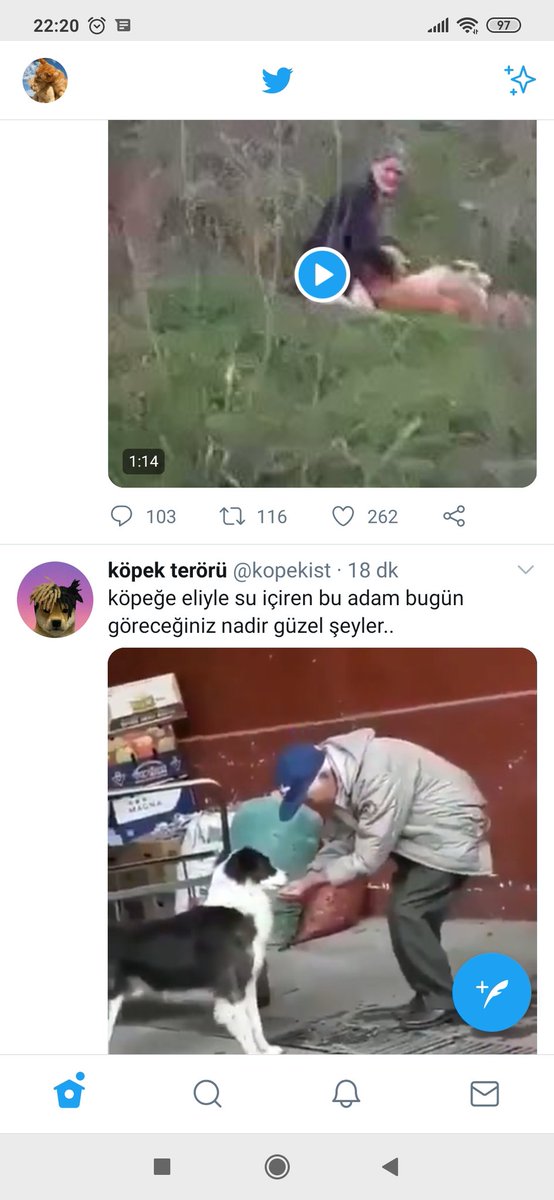 22:20
97
1:14
103 116 262
köpek terörü @kopekist · 18 dk
köpeğe eliyle su içiren bu adam bugün
göreceğiniz nadir güzel şeyler..
MAGNA